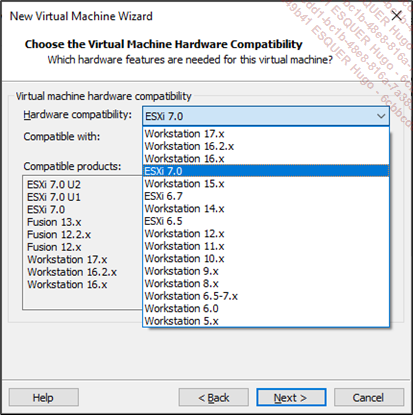 New Virtual Machine Wizard
Choose the Virtual Machine Hardware Compatibility
Which hardware features are needed for this virtual machine?
Virtual machine hardware compatibility
Hardware compatibility: ESXi 7.0
Compatible with:
Workstation 17.x
Workstation 16.2.x
Workstation 16.x
ESXi 7.0
Workstation 15.x
ESXi 6.7
Workstation 14.x
ESXi 6.5
Workstation 12.x
Workstation 11.x
Workstation 10.x
Workstation 9.x
Workstation 8.x
Workstation 6.5-7.x
Workstation 6.0
Workstation 5.x
Compatible products:
ESXi 7.0 U2
ESXi 7.0 U1
ESXi 7.0
Fusion 13.x
Fusion 12.2.x
Fusion 12.x
Workstation 17.x
Workstation 16.2.x
Workstation 16.x
Help
< Back
Next >
Cancel
ESQUER Hugo